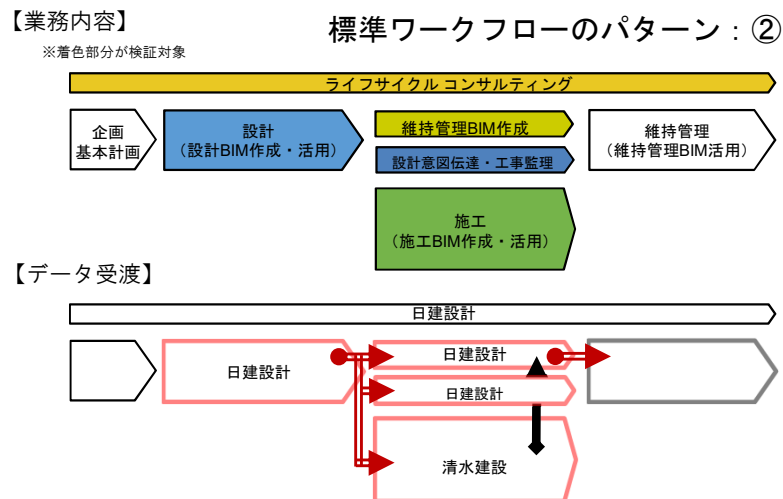 【業務内容】
標準ワークフローのパターン：②
※着色部分が検証対象
ライフサイクル コンサルティング
企画
基本計画
設計
（設計BIM作成・活用）
維持管理BIM作成
設計意図伝達・工事監理
維持管理
（維持管理BIM活用）
施工
（施工BIM作成・活用）
【データ受渡】
日建設計
日建設計
日建設計
日建設計
清水建設